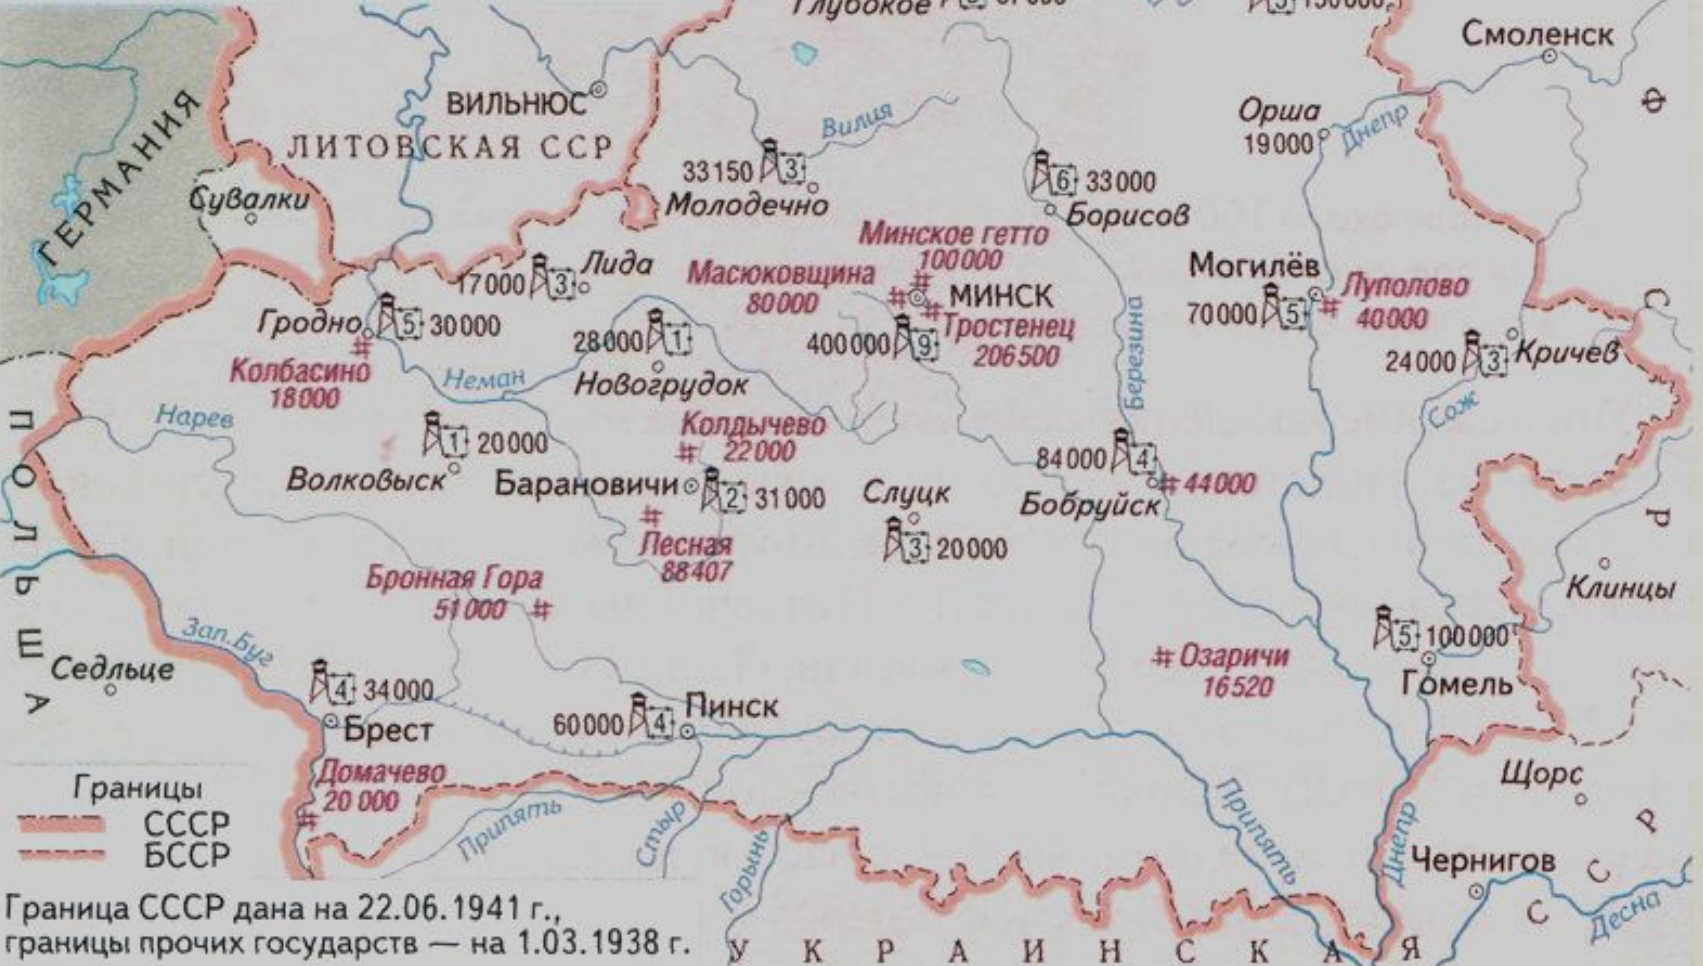 Глубокое
Смоленск
ВИЛЬНЮС
ЛИТОВСКАЯ ССР
ГЕРМАНИЯ
Сувалки
Вилия
33150 3
Молодечно
6 33000
Борисов
Орша
19000
Днепр
Ф
Минское гетто
100000
Масюковщина
80000
МИНСК
Тростенец
206500
400000 9
17000 3 Лида
Гродно 5 30000
Колбасино
18000
28000 1
Новогрудок
Неман
Нарев
Березина
Могилёв
70000 5
Луполово
40000
24000 3 Кричев
Сож
С
Р
1 20000
Волковыск
Колдычево
22000
Барановичи 2 31000
Лесная
88407
Слуцк
3 20000
84000 4
Бобруйск
44000
Клинцы
Бронная Гора
51000
ПОЛЬША
Зап. Буг
Седльце
4 34000
Брест
60000 4 Пинск
Озаричи
16520
5 100000
Гомель
Домачево
20000
Припять
Стыр
Горынь
Припять
Днепр
Щорс
Чернигов
Десна
Р
С
С
УКРАИНСКАЯ
Границы
СССР
БССР
Граница СССР дана на 22.06.1941 г.,
границы прочих государств — на 1.03.1938 г.